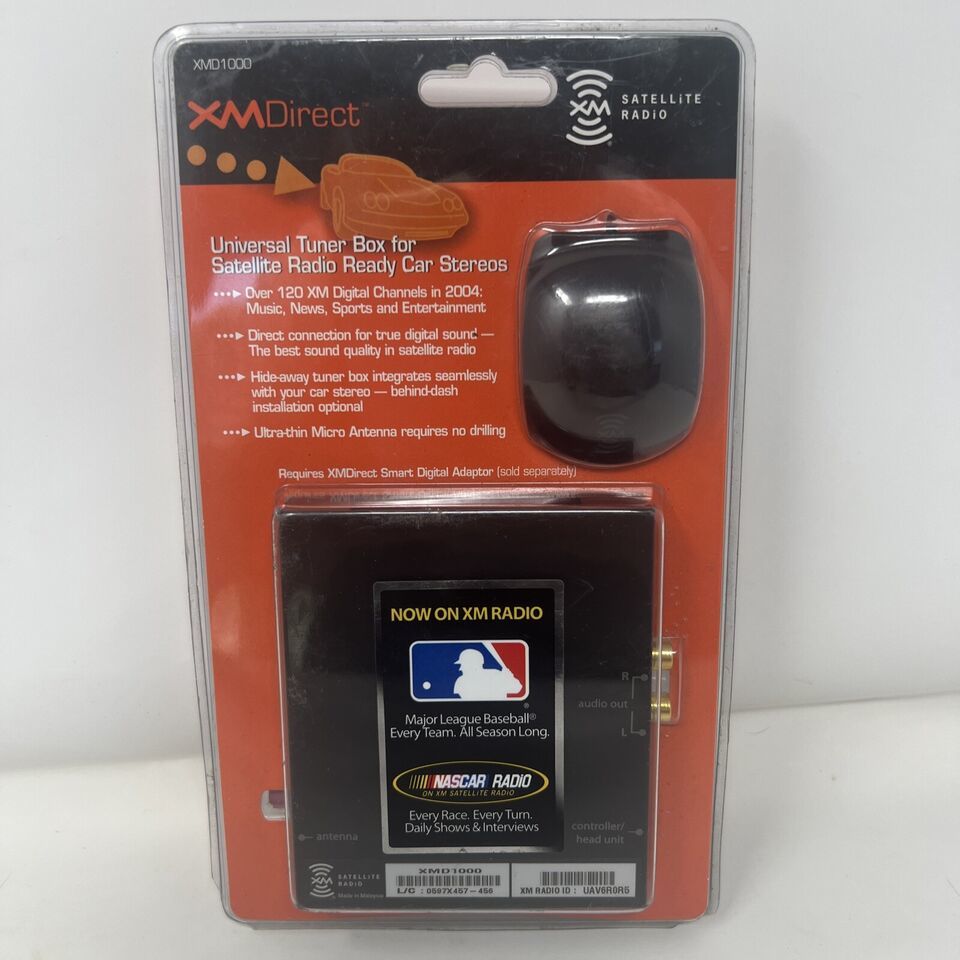 XMD1000
XMDirect™
XM SATELLiTE RADiO
Universal Tuner Box for
Satellite Radio Ready Car Stereos
Over 120 XM Digital Channels in 2004:
Music, News, Sports and Entertainment
Direct connection for true digital sound —
The best sound quality in satellite radio
Hide-away tuner box integrates seamlessly
with your car stereo — behind-dash
installation optional
Ultra-thin Micro Antenna requires no drilling
Requires XMDirect Smart Digital Adaptor (sold separately)
NOW ON XM RADIO
Major League Baseball®
Every Team. All Season Long.
NASCAR RADiO
ON XM SATELLITE RADIO
Every Race. Every Turn.
Daily Shows & Interviews
R
audio out
L
antenna
controller/
head unit
XM SATELLiTE RADiO
Made in Malaysia
XMD1000
L/C : 0597X457-456
XM RADIO ID : UAV6R0R5